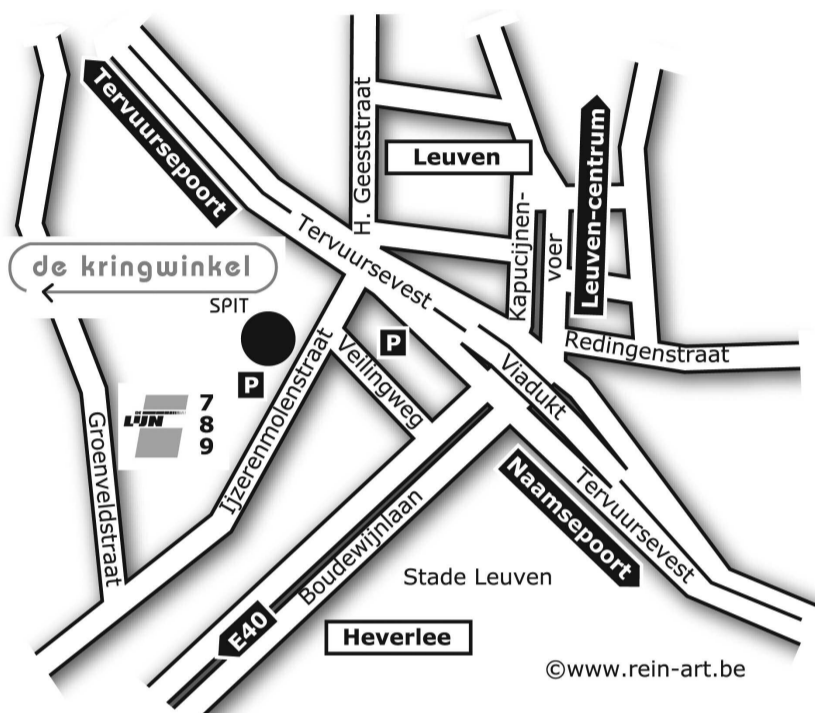 Tervuursepoort
H. Geeststraat
Leuven
Leuven-centrum
Kapucijnen-
voer
Tervuursevest
de kringwinkel
SPIT
P
P
Veilingweg
Redingenstraat
Viadukt
LIJN
7
8
9
Groenveldstraat
Ijzerenmolenstraat
Naamsepoort
Tervuursevest
Boudewijnlaan
Stade Leuven
E40
Heverlee
©www.rein-art.be